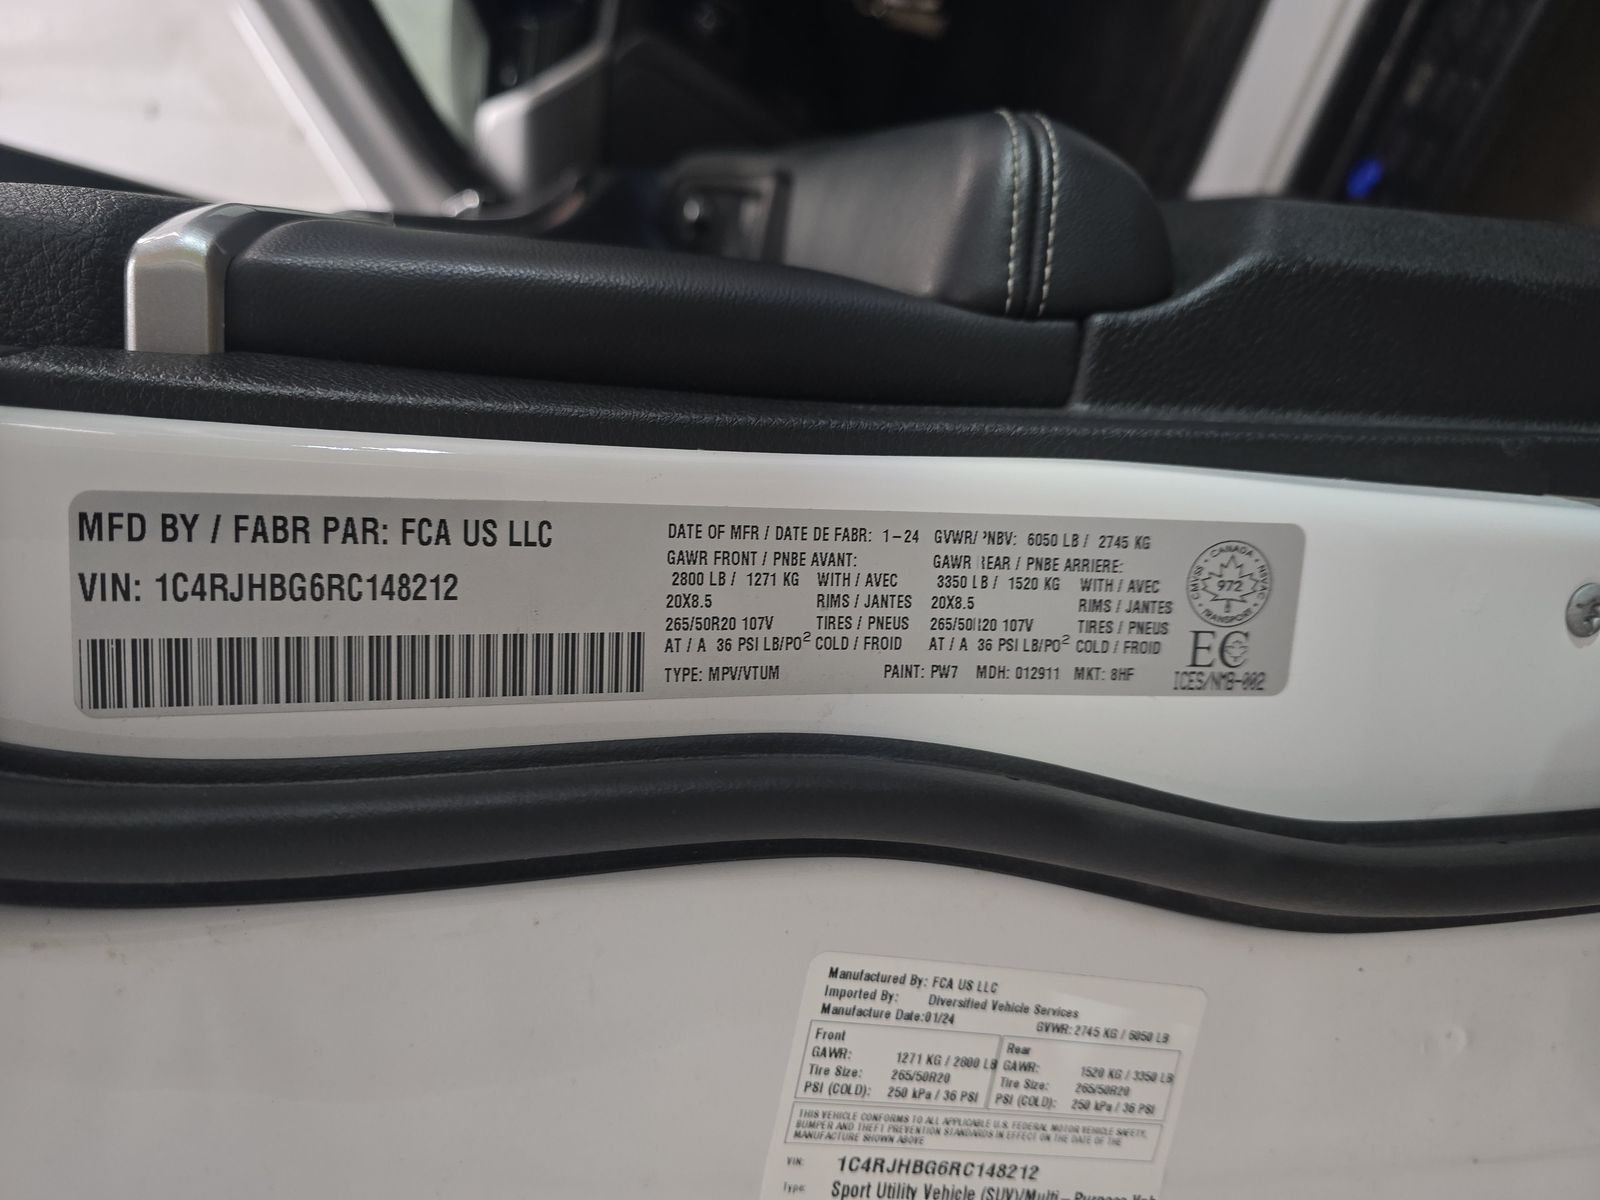 MFD BY / FABR PAR: FCA US LLC
VIN: 1C4RJHBG6RC148212
DATE OF MFR / DATE DE FABR: 1-24 GVWR/ PNBV: 6050 LB / 2745 KG
GAWR FRONT / PNBE AVANT: GAWR REAR / PNBE ARRIERE:
2800 LB / 1271 KG WITH / AVEC 3350 LB / 1520 KG WITH / AVEC
20X8.5 RIMS / JANTES 20X8.5 RIMS / JANTES
265/50R20 107V TIRES / PNEUS 265/50R20 107V TIRES / PNEUS
AT / A 36 PSI LB/PO² COLD / FROID AT / A 36 PSI LB/PO² COLD / FROID
TYPE: MPV/VTUM PAINT: PW7 MDH: 012911 MKT: 8HF
CANADA
CMVSS 972 NSVAC
TRANSPORT
EC
ICES/NMB-002
Manufactured By: FCA US LLC
Imported By: Diversified Vehicle Services
Manufacture Date:01/24 GVWR: 2745 KG / 6050 LB
Front
GAWR: 1271 KG / 2800 LB
Tire Size: 265/50R20
PSI (COLD): 250 kPa / 36 PSI
Rear
GAWR: 1520 KG / 3350 LB
Tire Size: 265/50R20
PSI (COLD): 250 kPa / 36 PSI
THIS VEHICLE CONFORMS TO ALL APPLICABLE U.S. FEDERAL MOTOR VEHICLE SAFETY,
BUMPER AND THEFT PREVENTION STANDARDS IN EFFECT ON THE DATE OF THE
MANUFACTURE SHOWN ABOVE
VIN: 1C4RJHBG6RC148212
Type: Sport Utility Vehicle (SUV)/Multi-Purpose Veh